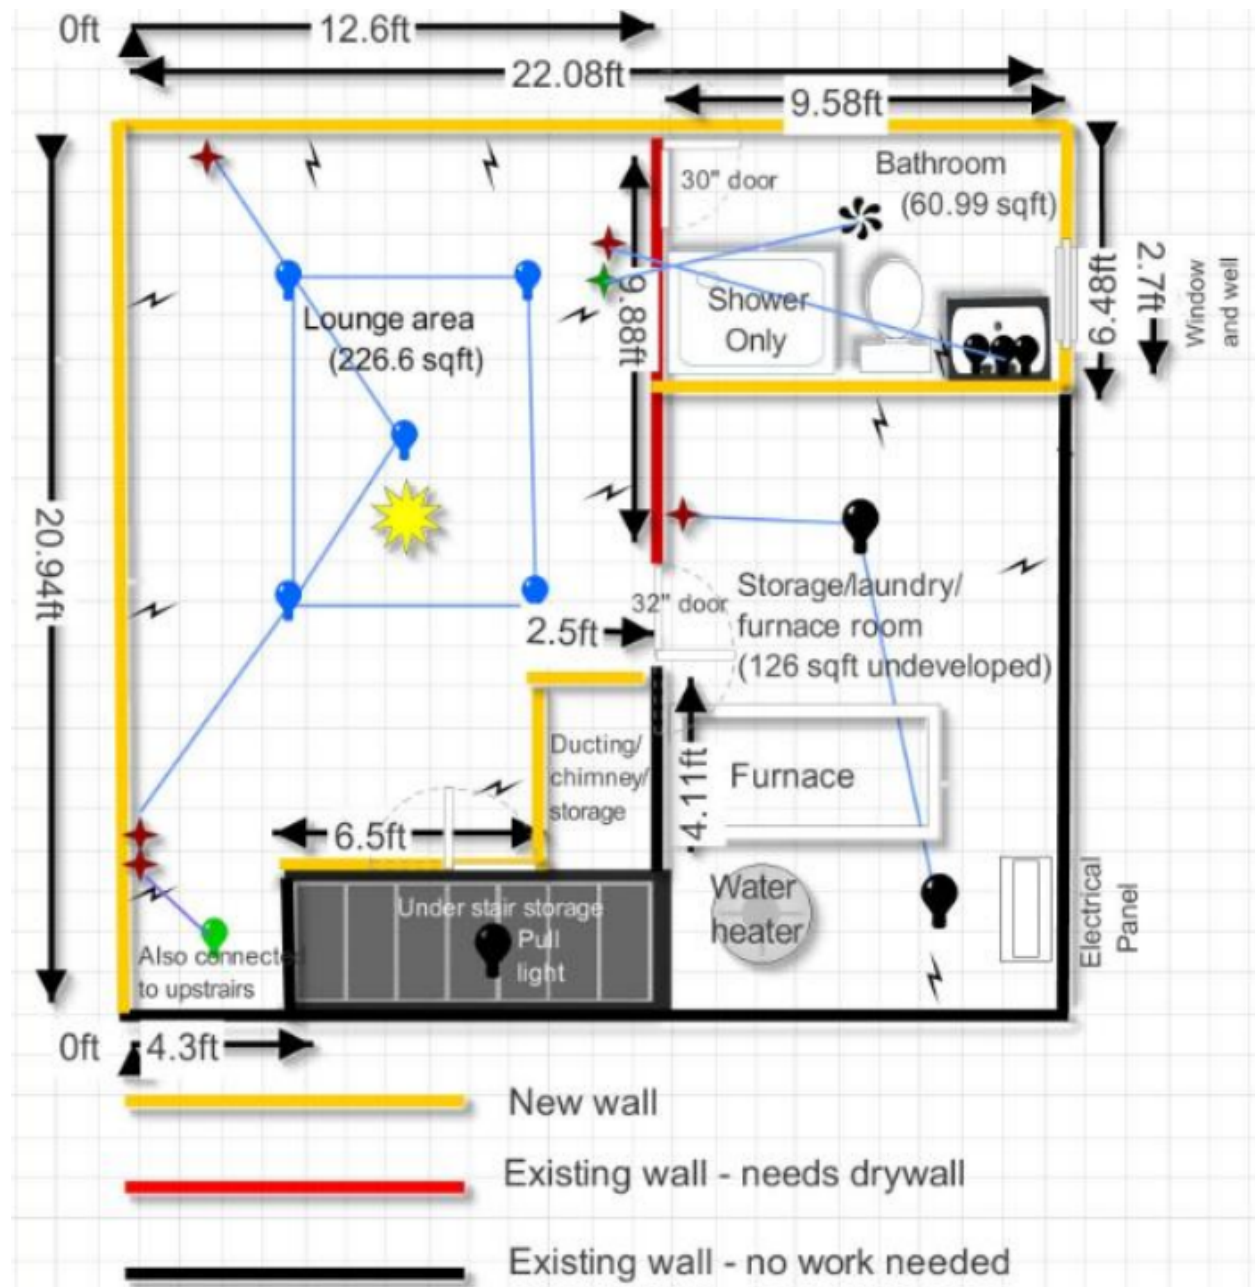 0ft
12.6ft
22.08ft
9.58ft
30" door
Bathroom
(60.99 sqft)
9.88ft
6.48ft
2.7ft
Winpow
and well
Shower
Only
Lounge area
(226.6 sqft)
20.94ft
32" door
2.5ft
Storage/laundry/
furnace room
(126 sqft undeveloped)
Ducting/
chimney/
storage
4.11ft
Furnace
6.5ft
Water
heater
Electrical
Panel
Under stair storage
Pull
light
Also connected
to upstairs
0ft
4.3ft
New wall
Existing wall - needs drywall
Existing wall - no work needed